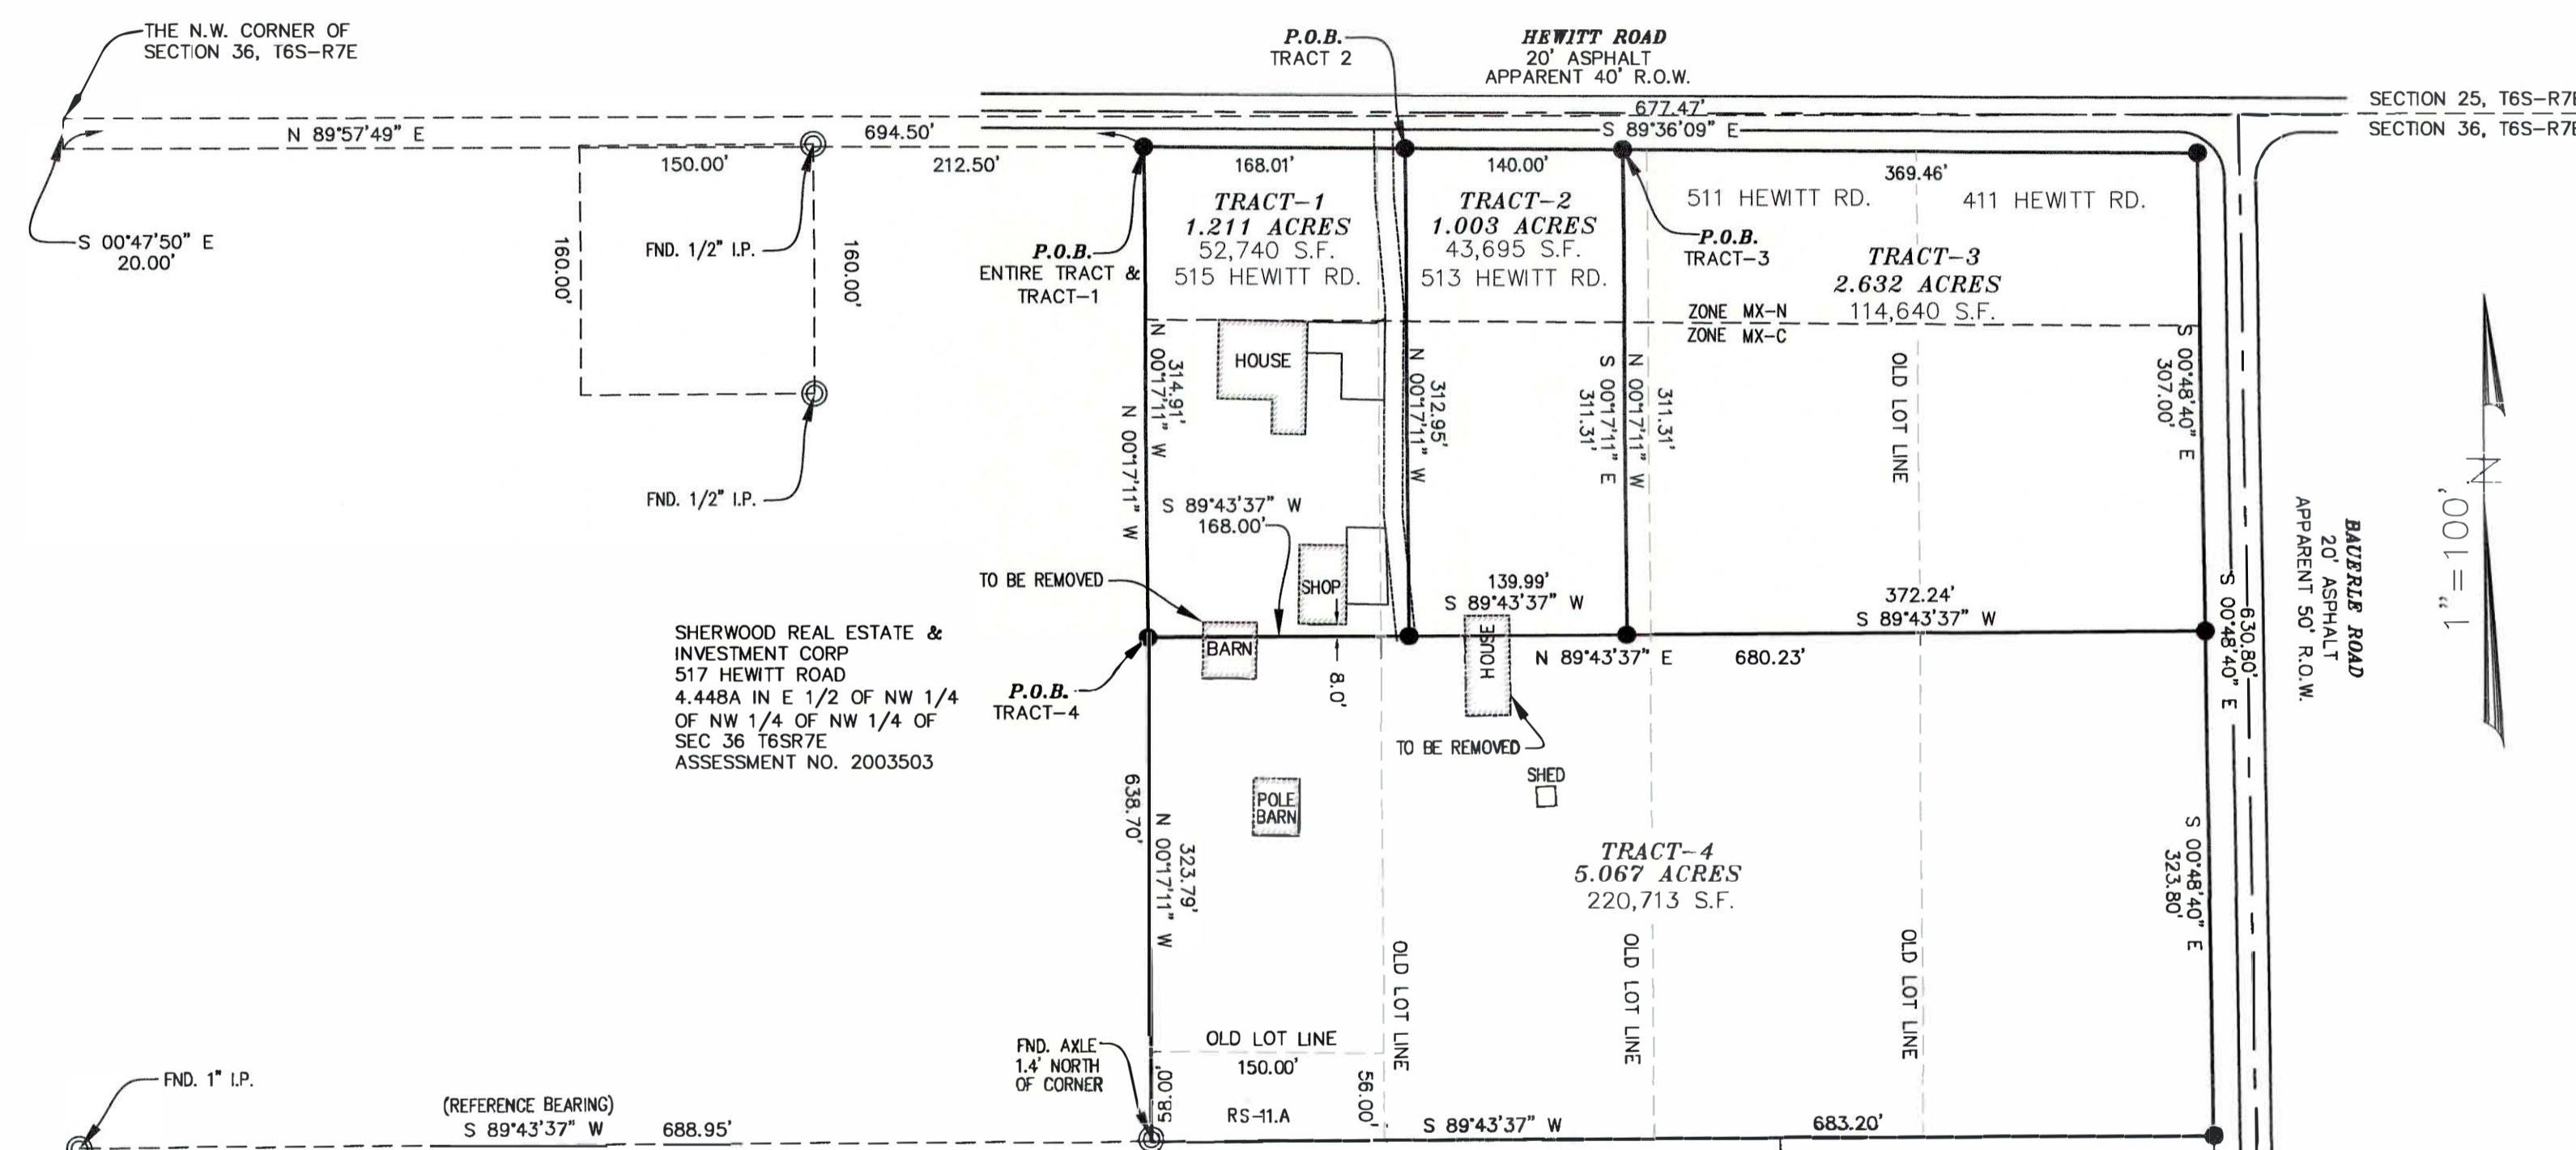 THE N.W. CORNER OF
SECTION 36, T6S-R7E
N 89°57'49" E
694.50'
S 00°47'50" E
20.00'
150.00'
212.50'
160.00'
160.00'
FND. 1/2" I.P.
FND. 1/2" I.P.
P.O.B.
TRACT 2
HEWITT ROAD
20' ASPHALT
APPARENT 40' R.O.W.
677.47'
S 89°36'09" E
SECTION 25, T6S-R7E
SECTION 36, T6S-R7E
168.01'
140.00'
369.46'
P.O.B.
ENTIRE TRACT &
TRACT-1
TRACT-1
1.211 ACRES
52,740 S.F.
515 HEWITT RD.
TRACT-2
1.003 ACRES
43,695 S.F.
513 HEWITT RD.
P.O.B.
TRACT-3
511 HEWITT RD.
411 HEWITT RD.
TRACT-3
2.632 ACRES
114,640 S.F.
ZONE MX-N
ZONE MX-C
N 00°17'11" W
314.91'
N 00°17'11" W
HOUSE
N 00°17'11" W
312.95'
S 00°17'11" E
311.31'
N 00°17'11" W
311.31'
OLD LOT LINE
S 00°48'40" E
307.00'
S 89°43'37" W
168.00'
SHOP
TO BE REMOVED
BARN
8.0'
139.99'
S 89°43'37" W
372.24'
S 89°43'37" W
HOUSE
N 89°43'37" E
680.23'
TO BE REMOVED
SHED
S 00°48'40" E
630.80'
BAUERLE ROAD
20' ASPHALT
APPARENT 50' R.O.W.
N
1"=100'
SHERWOOD REAL ESTATE &
INVESTMENT CORP
517 HEWITT ROAD
4.448A IN E 1/2 OF NW 1/4
OF NW 1/4 OF NW 1/4 OF
SEC 36 T6SR7E
ASSESSMENT NO. 2003503
P.O.B.
TRACT-4
638.70'
N 00°17'11" W
323.79'
POLE
BARN
TRACT-4
5.067 ACRES
220,713 S.F.
S 00°48'40" E
323.80'
OLD LOT LINE
OLD LOT LINE
OLD LOT LINE
FND. AXLE
1.4' NORTH
OF CORNER
OLD LOT LINE
150.00'
58.00'
56.00'
RS-11.A
FND. 1" I.P.
(REFERENCE BEARING)
S 89°43'37" W
688.95'
S 89°43'37" W
683.20'